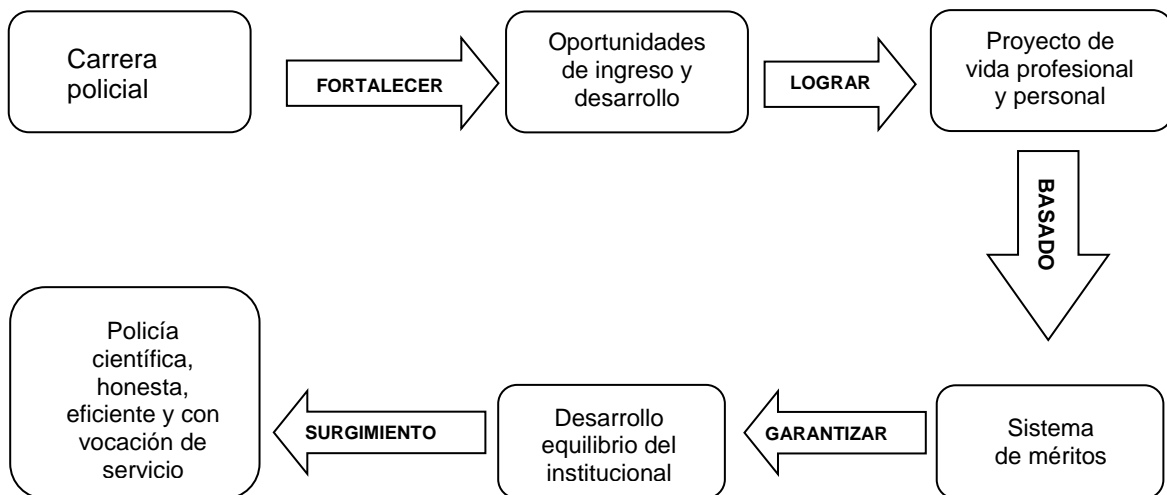 Carrera
policial
FORTALECER
Oportunidades
de ingreso y
desarrollo
LOGRAR
Proyecto de
vida profesional
y personal
BASADO
Sistema
de méritos
GARANTIZAR
Desarrollo
equilibrio del
institucional
SURGIMIENTO
Policía
científica,
honesta,
eficiente y con
vocación de
servicio